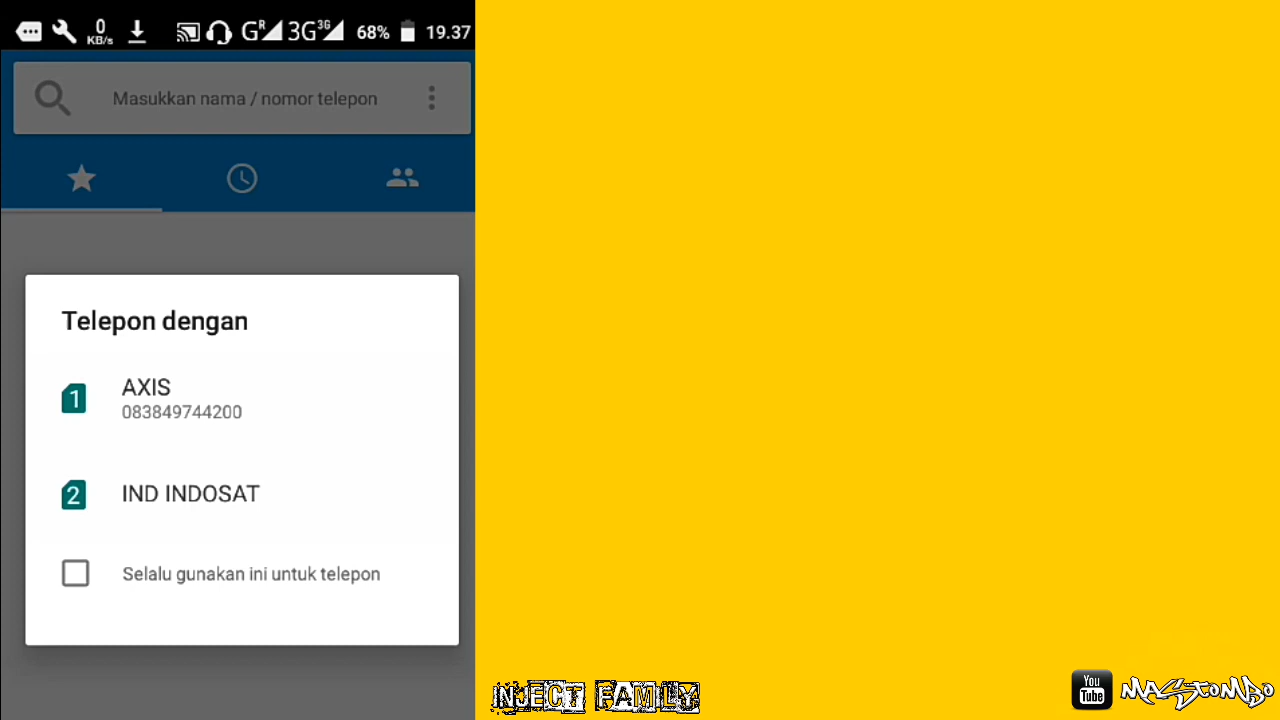 0
KB/s
G R 3G 3G 68% 19.37
Masukkan nama / nomor telepon
Telepon dengan
1 AXIS
083849744200
2 IND INDOSAT
Selalu gunakan ini untuk telepon
INJECT FAMILY
You
Tube
MASTOMBO